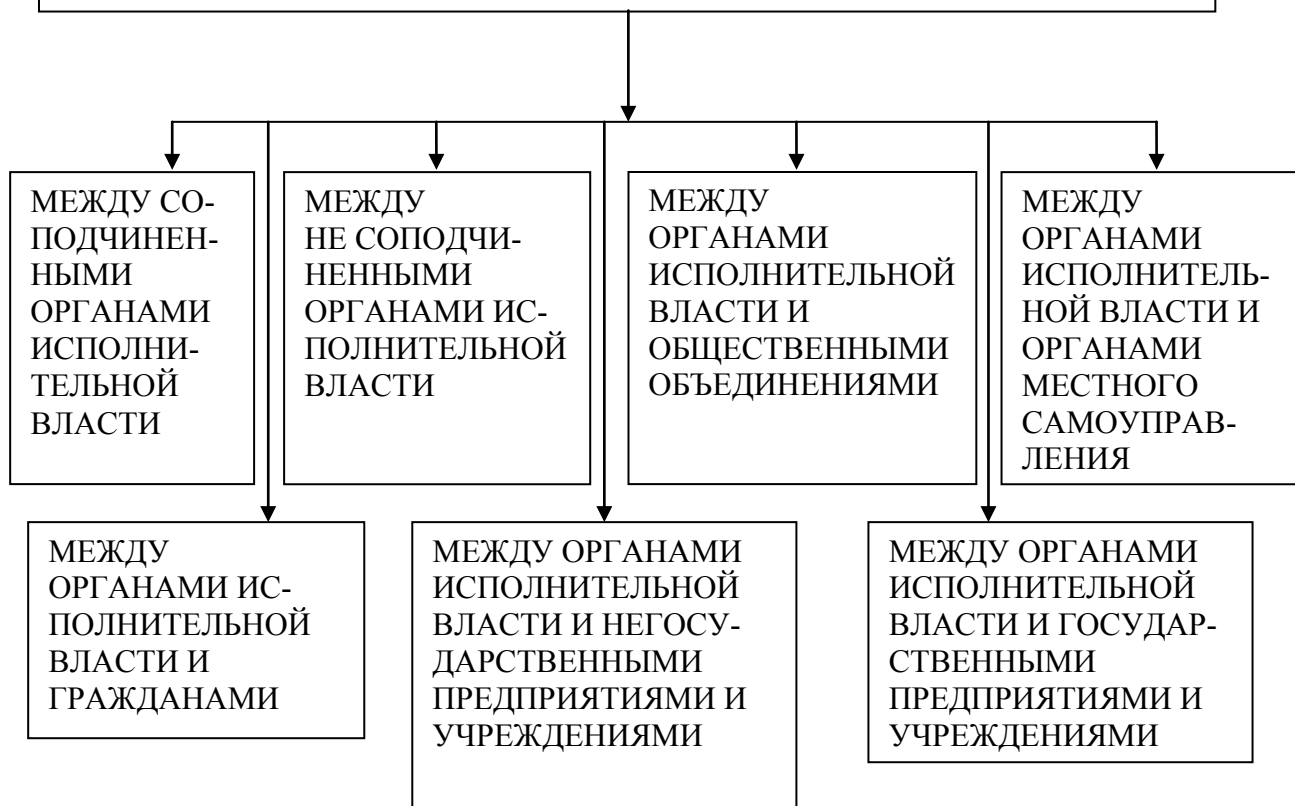 МЕЖДУ СО-
ПОДЧИНЕН-
НЫМИ
ОРГАНАМИ
ИСПОЛНИ-
ТЕЛЬНОЙ
ВЛАСТИ
МЕЖДУ
НЕ СОПОДЧИ-
НЕННЫМИ
ОРГАНАМИ ИС-
ПОЛНИТЕЛЬНОЙ
ВЛАСТИ
МЕЖДУ
ОРГАНАМИ
ИСПОЛНИТЕЛЬНОЙ
ВЛАСТИ И
ОБЩЕСТВЕННЫМИ
ОБЪЕДИНЕНИЯМИ
МЕЖДУ
ОРГАНАМИ
ИСПОЛНИТЕЛЬ-
НОЙ ВЛАСТИ И
ОРГАНАМИ
МЕСТНОГО
САМОУПРАВ-
ЛЕНИЯ
МЕЖДУ
ОРГАНАМИ ИС-
ПОЛНИТЕЛЬНОЙ
ВЛАСТИ И
ГРАЖДАНАМИ
МЕЖДУ ОРГАНАМИ
ИСПОЛНИТЕЛЬНОЙ
ВЛАСТИ И НЕГОСУ-
ДАРСТВЕННЫМИ
ПРЕДПРИЯТИЯМИ И
УЧРЕЖДЕНИЯМИ
МЕЖДУ ОРГАНАМИ
ИСПОЛНИТЕЛЬНОЙ
ВЛАСТИ И ГОСУДАР-
СТВЕННЫМИ
ПРЕДПРИЯТИЯМИ И
УЧРЕЖДЕНИЯМИ